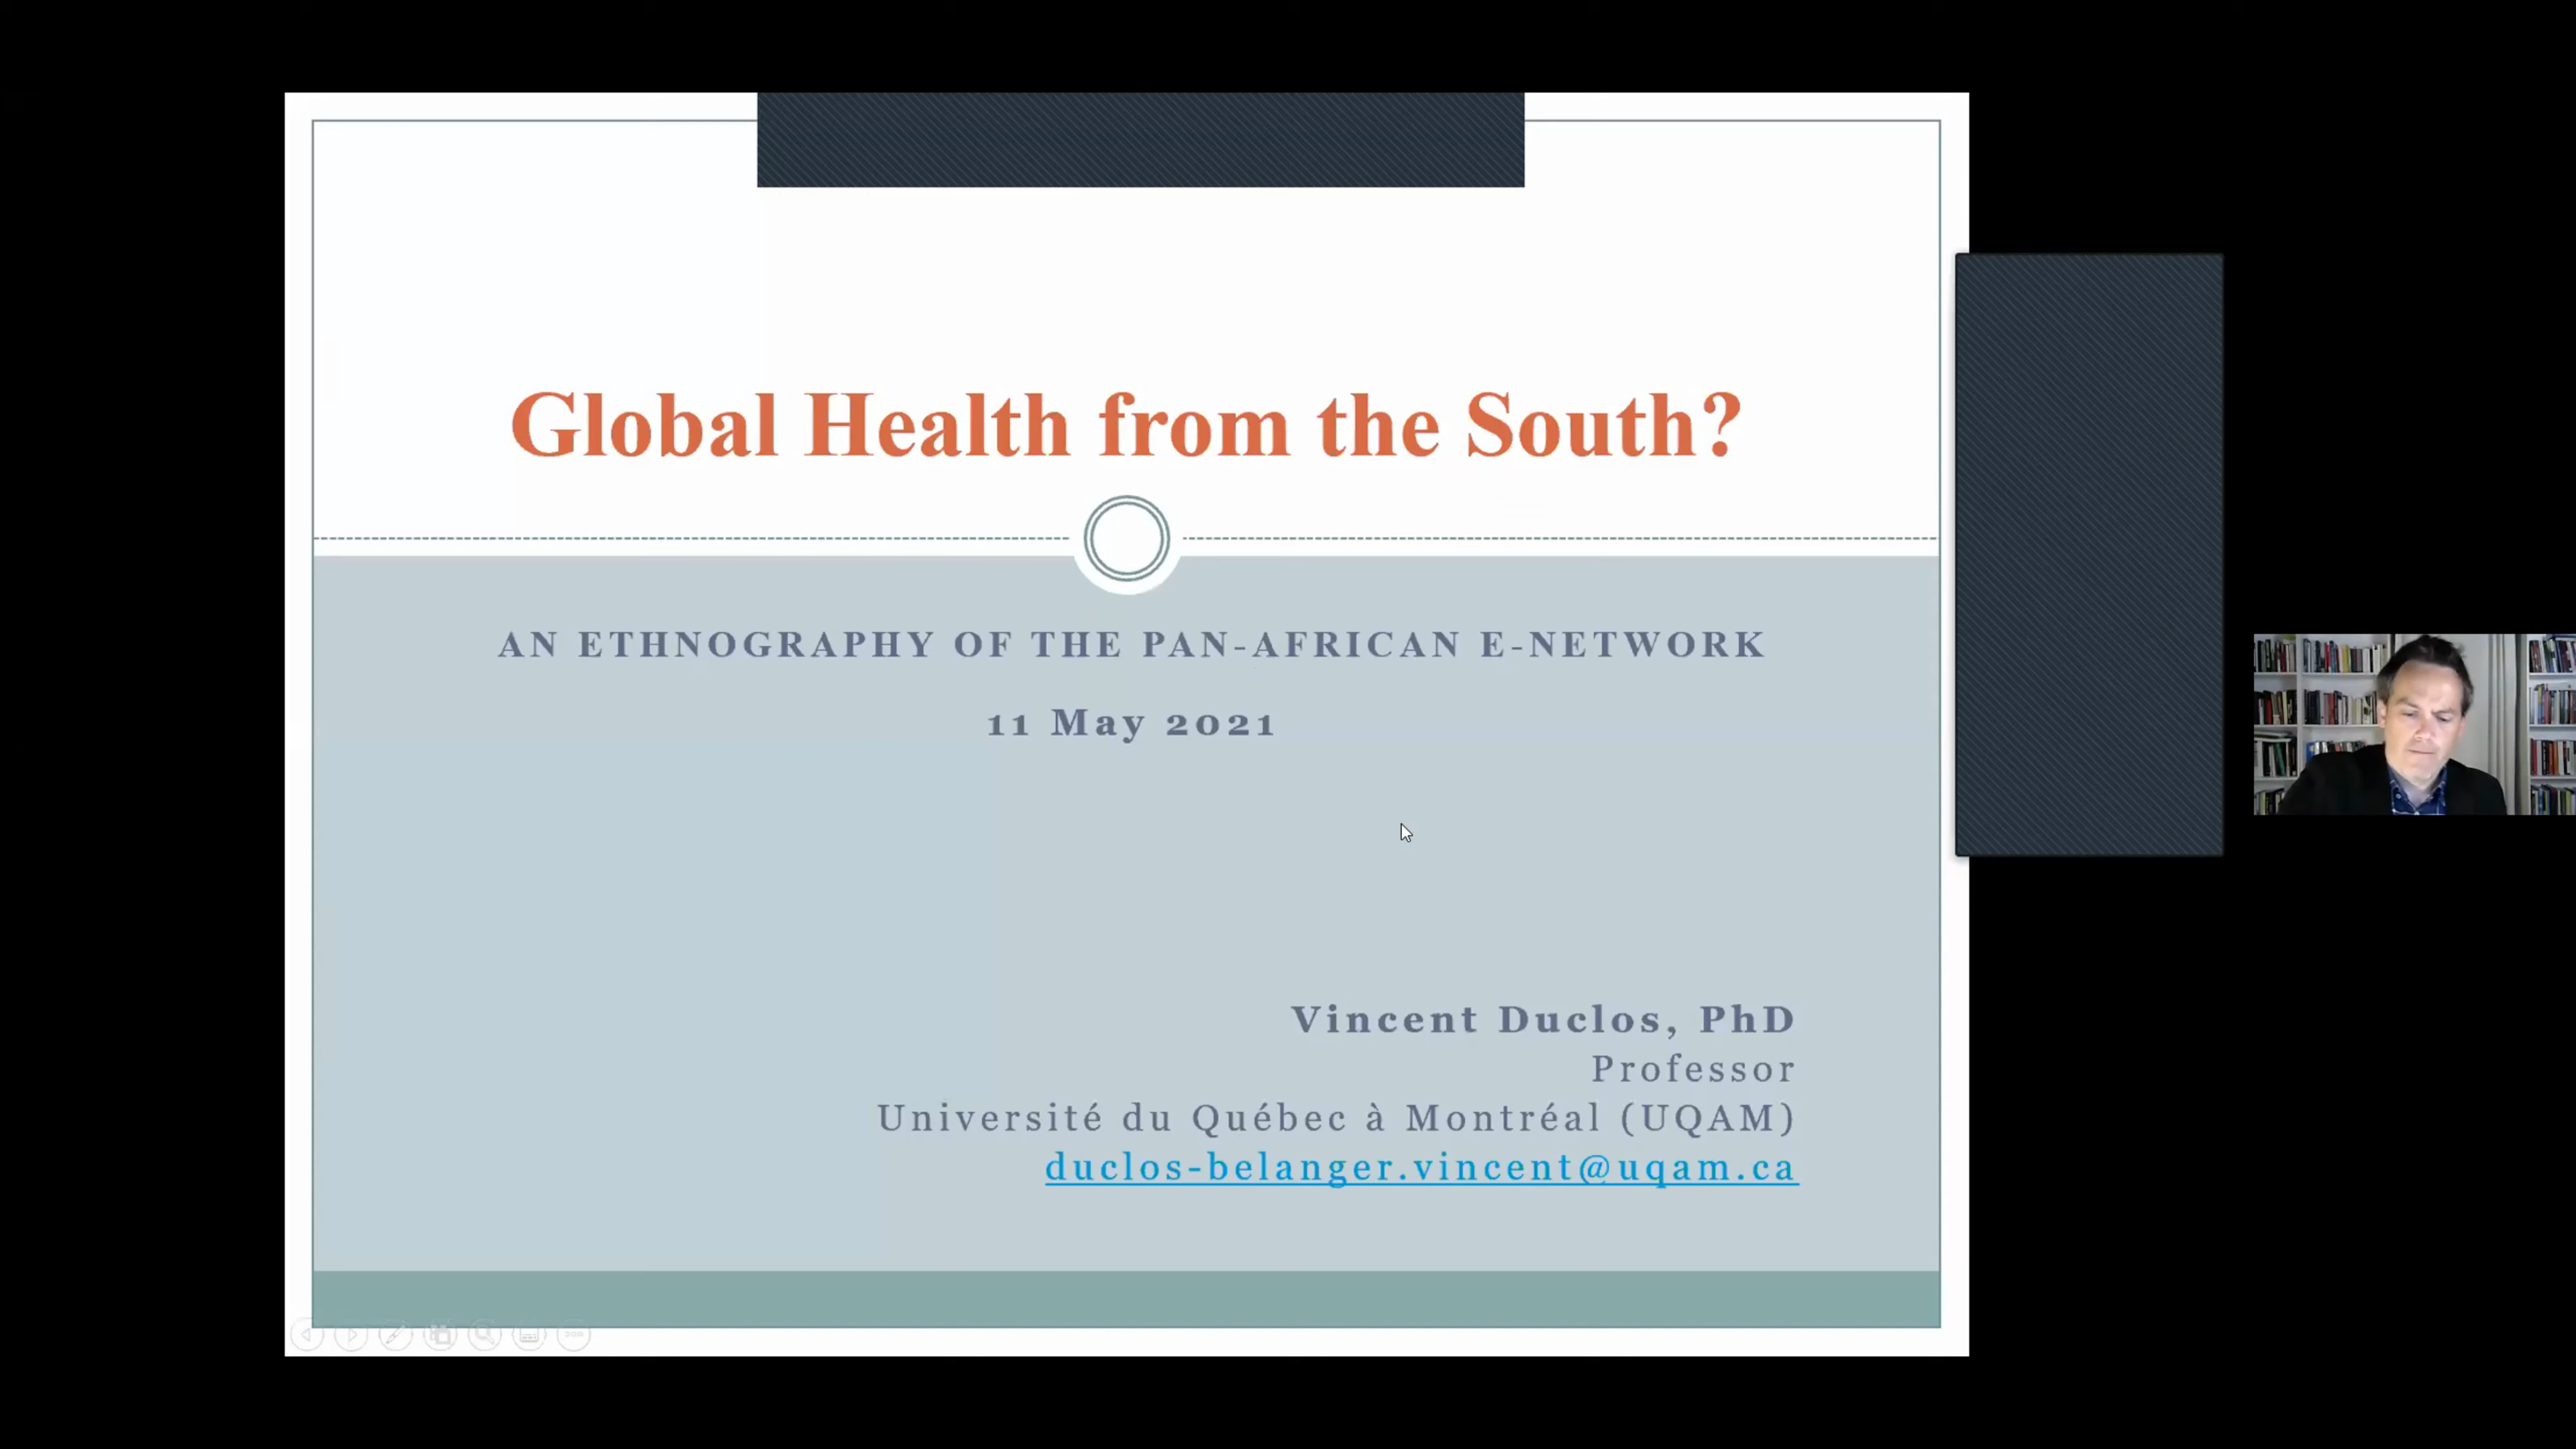 Global Health from the South?
AN ETHNOGRAPHY OF THE PAN-AFRICAN E-NETWORK
11 May 2021
Vincent Duclos, PhD
Professor
Université du Québec à Montréal (UQAM)
duclos-belanger.vincent@uqam.ca